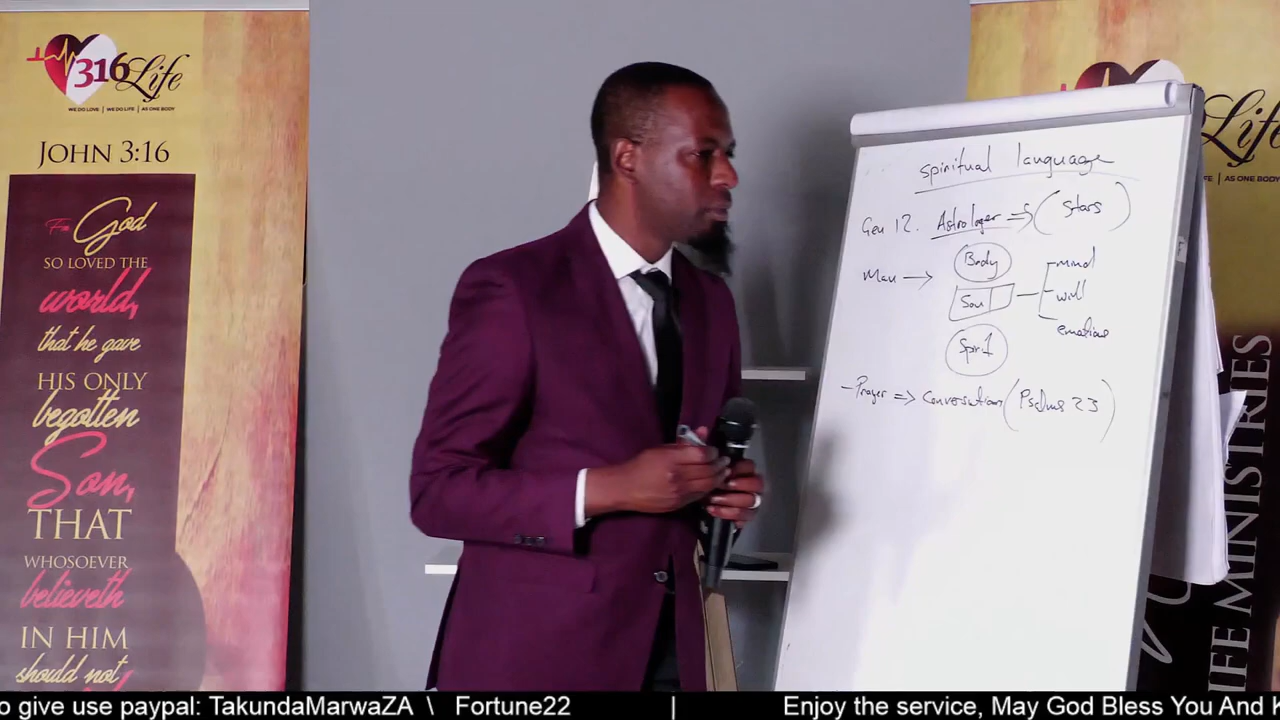 316 Life
WE DO LOVE | WE DO LIFE | AS ONE BODY
JOHN 3:16
For God
SO LOVED THE
world,
that he gave
HIS ONLY
begotten
Son,
THAT
WHOSOEVER
believeth
IN HIM
should not
spiritual language
Gen 12. Astrologer => (Stars)
Man → Body
Soul
mind
will
emotions
Spirit
- Prayer => Conversation (Psalms 23)
Life
AS ONE BODY
LIFE MINISTRIES
o give use paypal: TakundaMarwaZA \ Fortune22 | Enjoy the service, May God Bless You And K